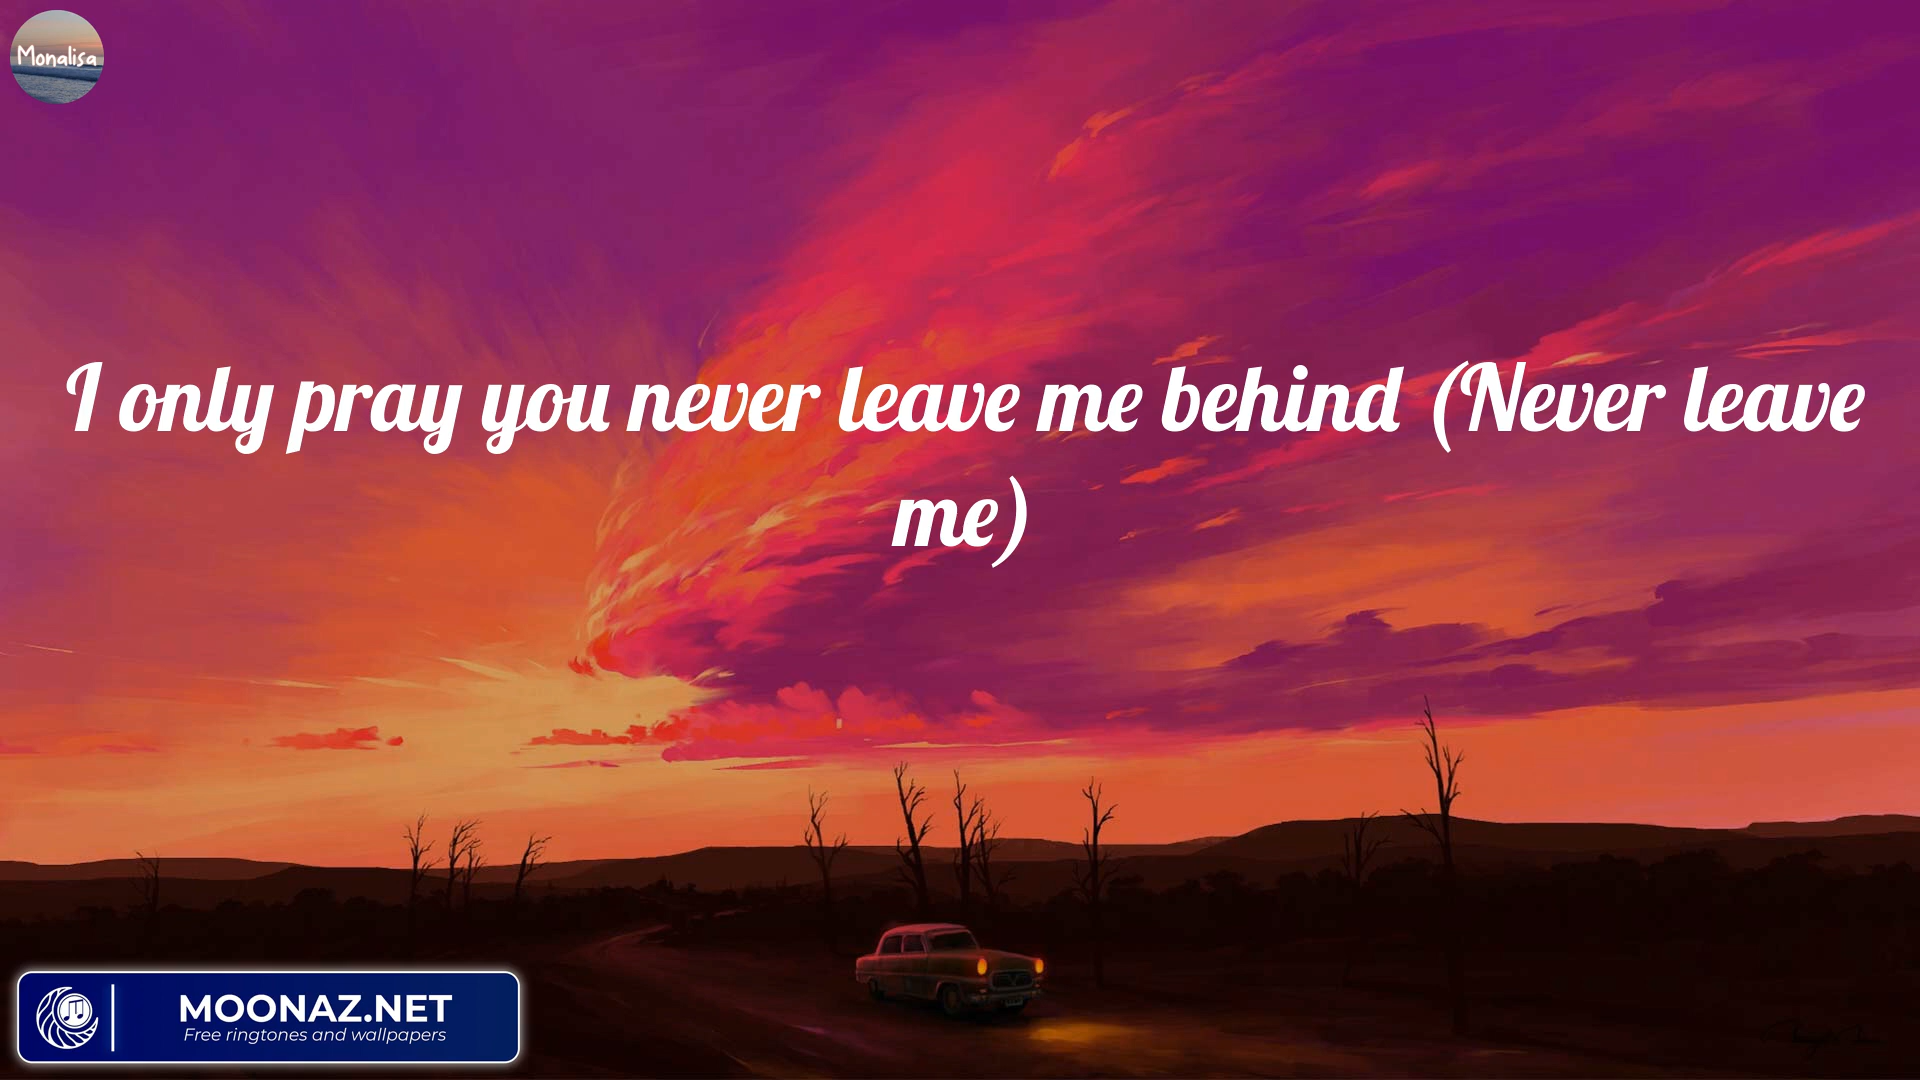 Monalisa
I only pray you never leave me behind (Never leave
me)
MOONAZ.NET
Free ringtones and wallpapers